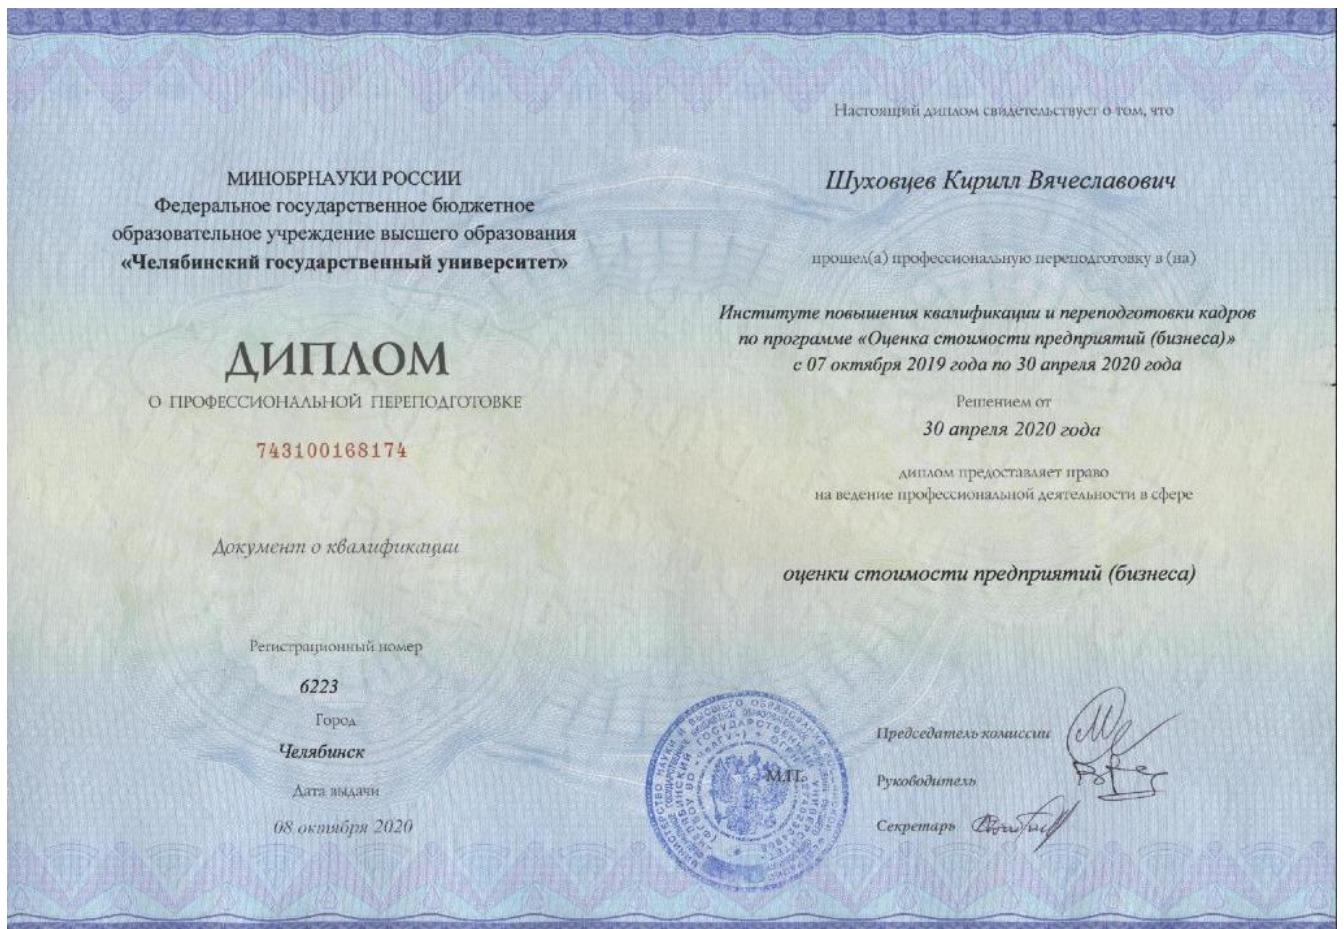 МИНОБРНАУКИ РОССИИ
Федеральное государственное бюджетное
образовательное учреждение высшего образования
«Челябинский государственный университет»
ДИПЛОМ
О ПРОФЕССИОНАЛЬНОЙ ПЕРЕПОДГОТОВКЕ
743100168174
Документ о квалификации
Регистрационный номер
6223
Город
Челябинск
Дата выдачи
08 октября 2020
Настоящий диплом свидетельствует о том, что
Шуховцев Кирилл Вячеславович
прошел(а) профессиональную переподготовку в (на)
Институте повышения квалификации и переподготовки кадров
по программе «Оценка стоимости предприятий (бизнеса)»
с 07 октября 2019 года по 30 апреля 2020 года
Решением от
30 апреля 2020 года
диплом предоставляет право
на ведение профессиональной деятельности в сфере
оценки стоимости предприятий (бизнеса)
Председатель комиссии
М.П.
Руководитель
Секретарь